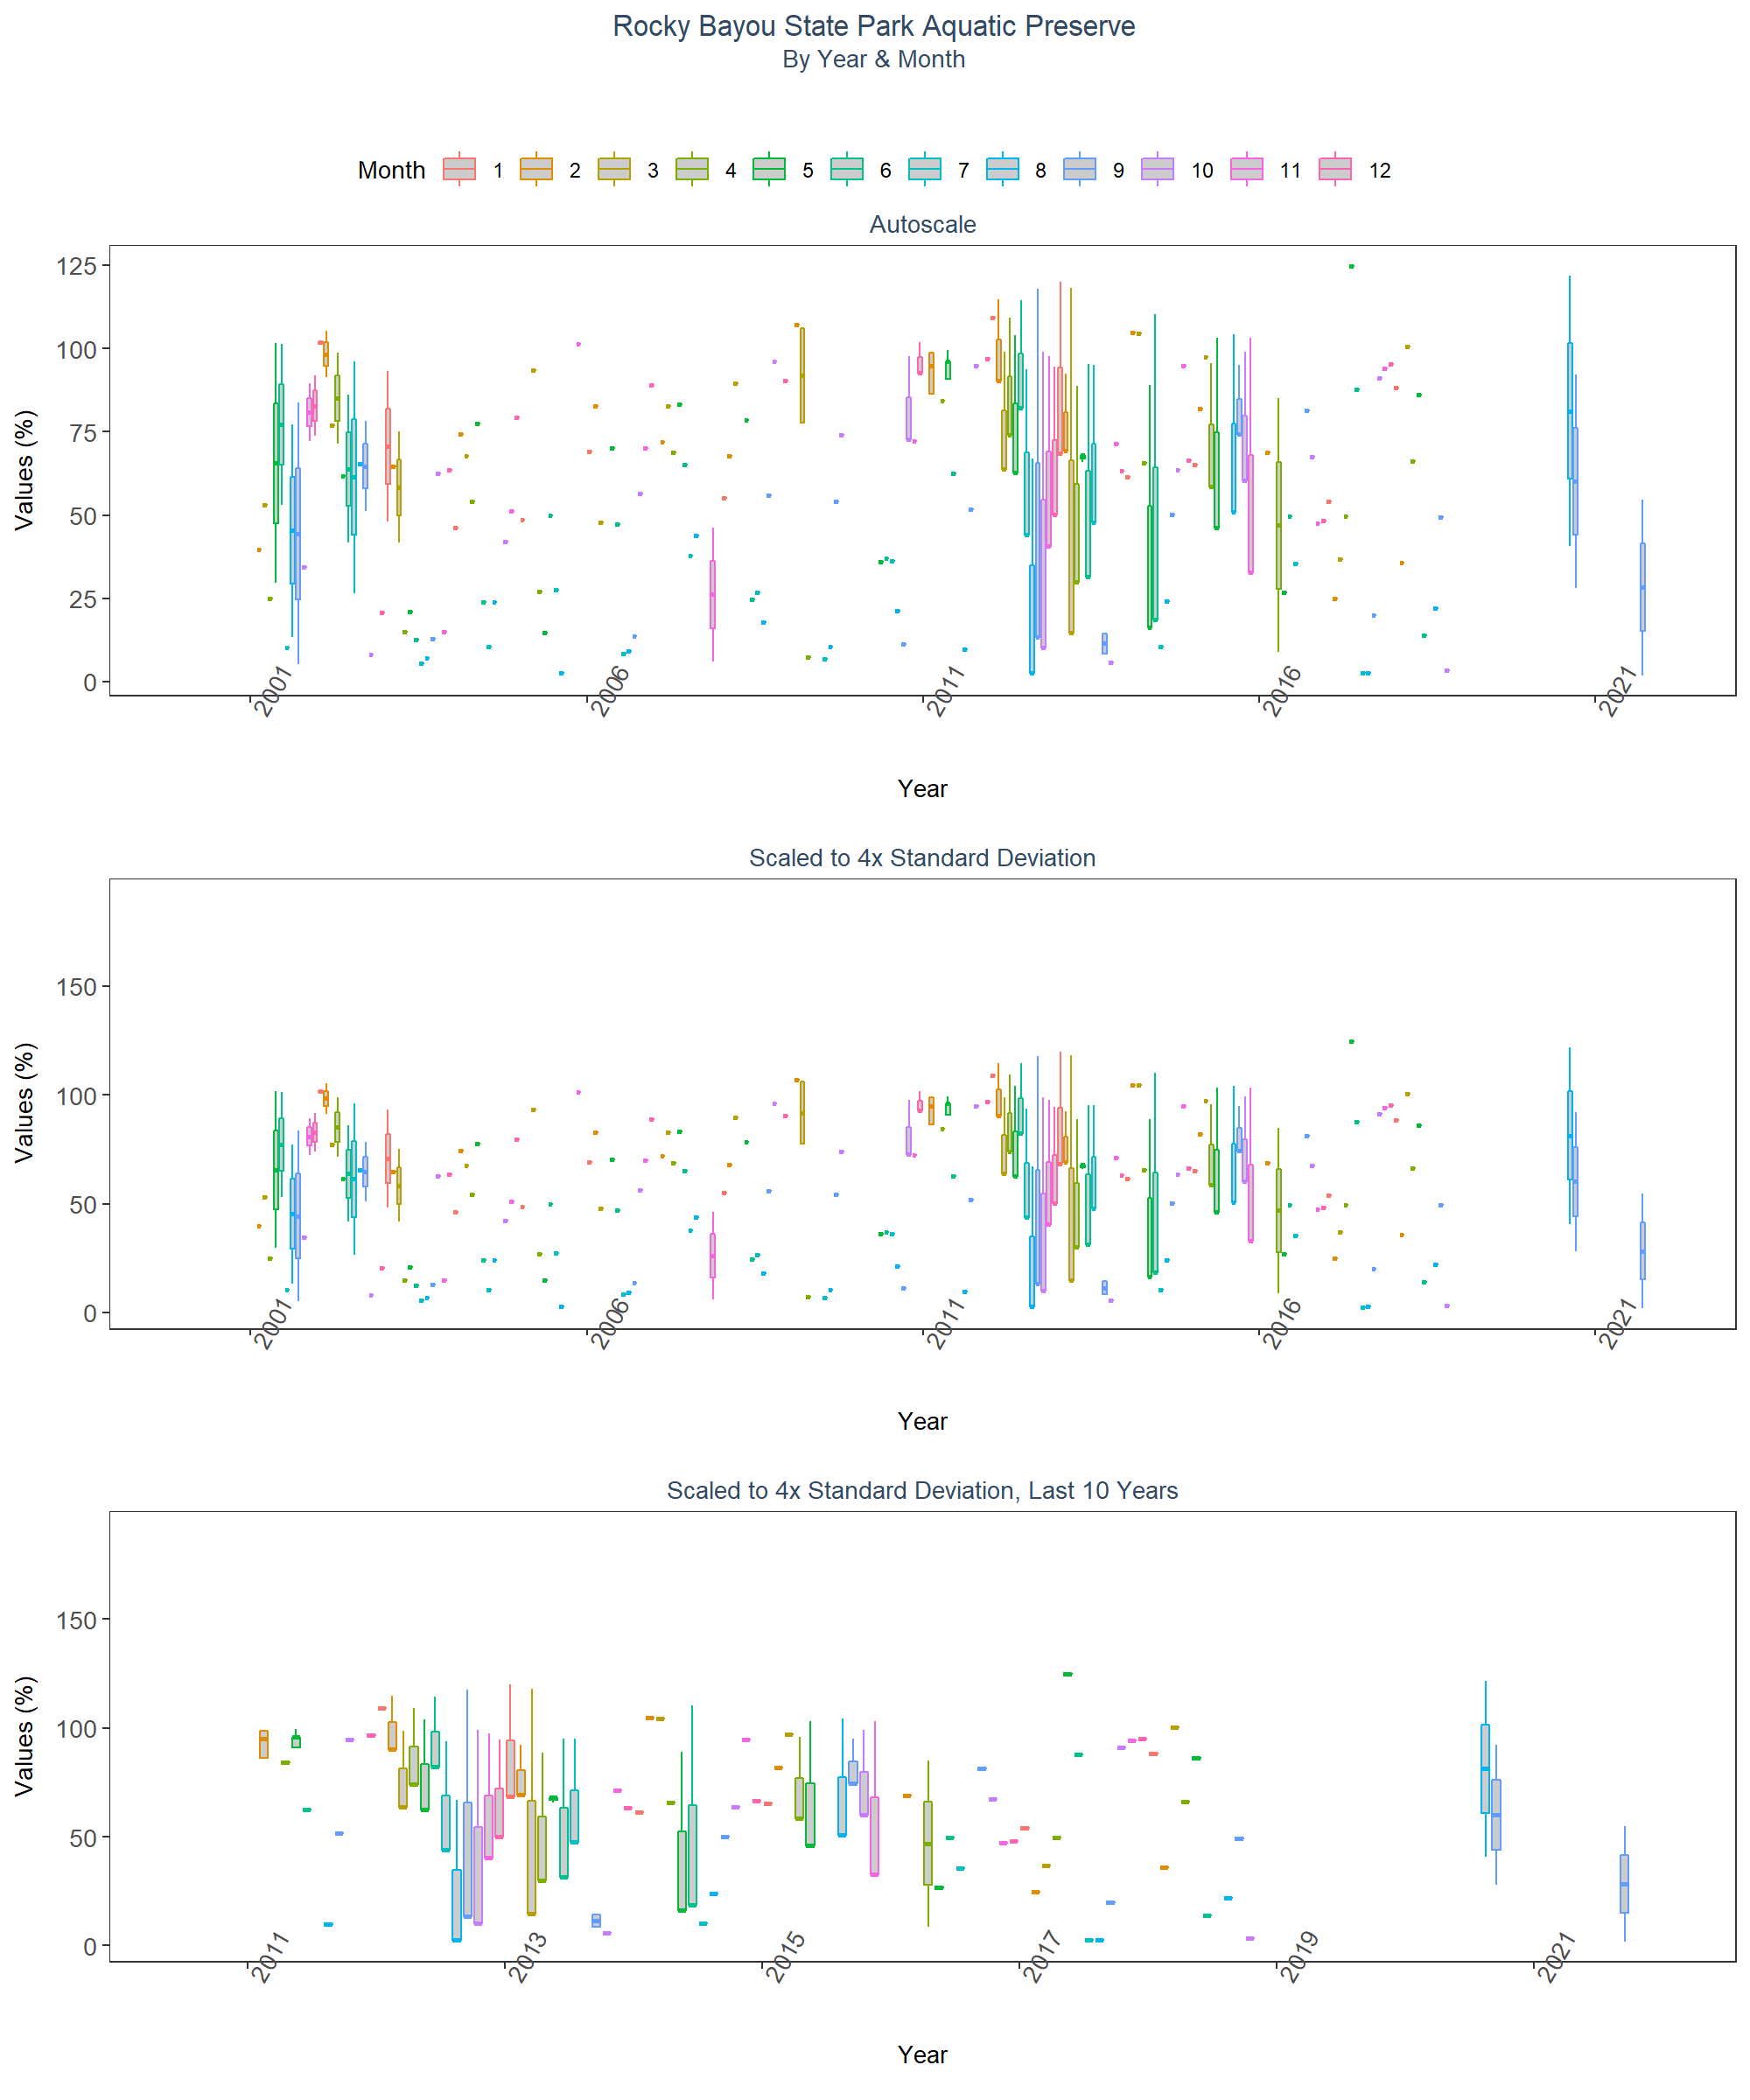 Rocky Bayou State Park Aquatic Preserve
By Year & Month
Month 1 2 3 4 5 6 7 8 9 10 11 12
Autoscale
Values (%)
125
100
75
50
25
0
2001 2006 2011 2016 2021
Year
Scaled to 4x Standard Deviation
Values (%)
150
100
50
0
2001 2006 2011 2016 2021
Year
Scaled to 4x Standard Deviation, Last 10 Years
Values (%)
150
100
50
0
2011 2013 2015 2017 2019 2021
Year